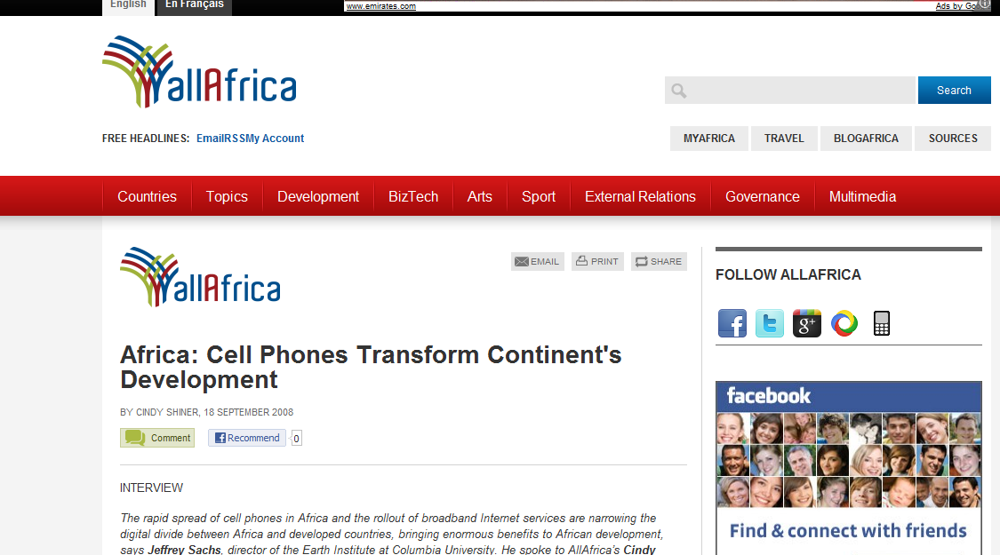 English En Français
www.emirates.com
allAfrica
Search
FREE HEADLINES: EmailRSSMy Account
MYAFRICA TRAVEL BLOGAFRICA SOURCES
Countries Topics Development BizTech Arts Sport External Relations Governance Multimedia
allAfrica
EMAIL PRINT SHARE
Africa: Cell Phones Transform Continent's
Development
BY CINDY SHINER, 18 SEPTEMBER 2008
Comment Recommend 0
INTERVIEW
The rapid spread of cell phones in Africa and the rollout of broadband Internet services are narrowing the
digital divide between Africa and developed countries, bringing enormous benefits to African development,
says Jeffrey Sachs, director of the Earth Institute at Columbia University. He spoke to AllAfrica's Cindy
Ads by
FOLLOW ALLAFRICA
facebook
Find & connect with friends